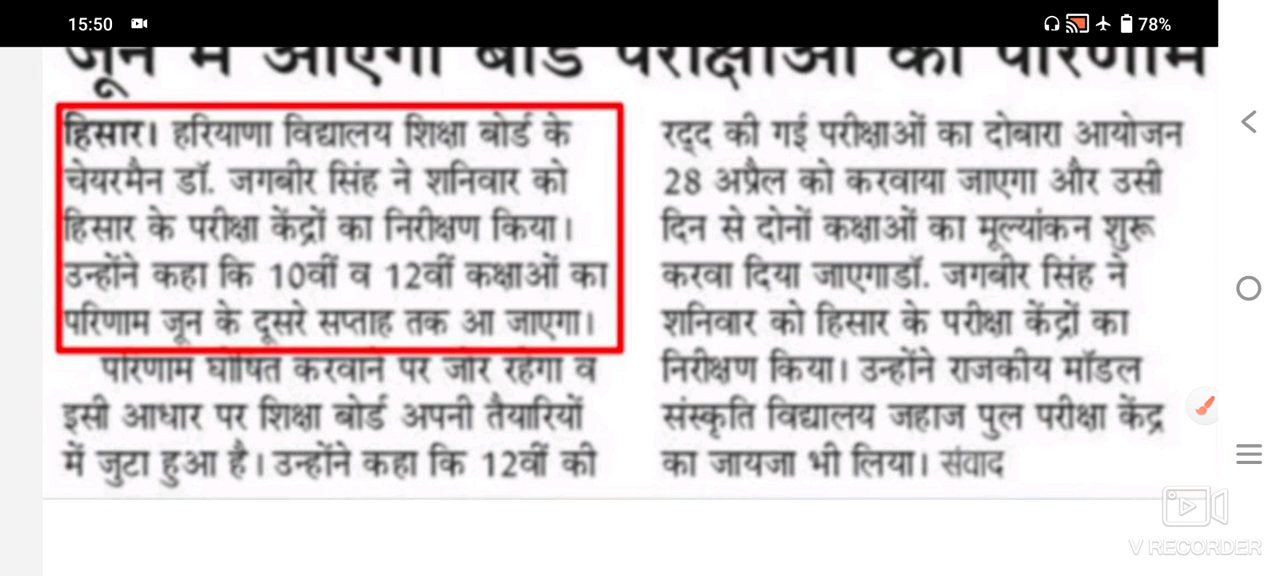 15:50
78%
जून में आएगा बोर्ड परीक्षाओं का परिणाम
हिसार। हरियाणा विद्यालय शिक्षा बोर्ड के
चेयरमैन डॉ. जगबीर सिंह ने शनिवार को
हिसार के परीक्षा केंद्रों का निरीक्षण किया।
उन्होंने कहा कि 10वीं व 12वीं कक्षाओं का
परिणाम जून के दूसरे सप्ताह तक आ जाएगा।
परिणाम घोषित करवाने पर जोर रहेगा व
इसी आधार पर शिक्षा बोर्ड अपनी तैयारियों
में जुटा हुआ है। उन्होंने कहा कि 12वीं की
रद्द की गई परीक्षाओं का दोबारा आयोजन
28 अप्रैल को करवाया जाएगा और उसी
दिन से दोनों कक्षाओं का मूल्यांकन शुरू
करवा दिया जाएगाडॉ. जगबीर सिंह ने
शनिवार को हिसार के परीक्षा केंद्रों का
निरीक्षण किया। उन्होंने राजकीय मॉडल
संस्कृति विद्यालय जहाज पुल परीक्षा केंद्र
का जायजा भी लिया। संवाद
V RECORDER